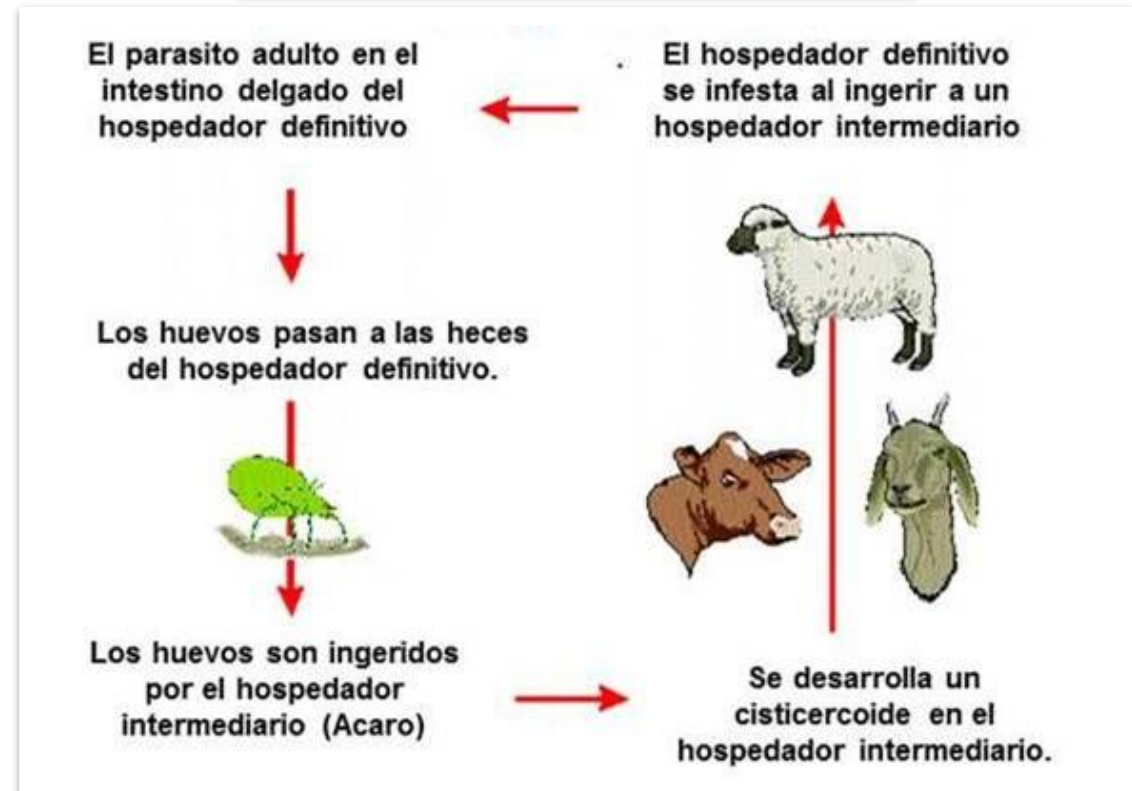 El parasito adulto en el
intestino delgado del
hospedador definitivo
El hospedador definitivo
se infesta al ingerir a un
hospedador intermediario
Los huevos pasan a las heces
del hospedador definitivo.
Los huevos son ingeridos
por el hospedador
intermediario (Acaro)
Se desarrolla un
cisticercoide en el
hospedador intermediario.